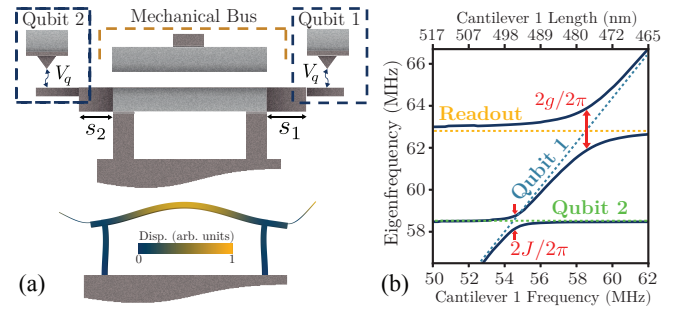 Qubit 2
Mechanical Bus
Qubit 1
V_q
V_q
s_2
s_1
Disp. (arb. units)
0
1
(a)
Cantilever 1 Length (nm)
517 507 498 489 480 472 465
Eigenfrequency (MHz)
66
64
62
60
58
2g/2π
Readout
Qubit 1
Qubit 2
2J/2π
50 52 54 56 58 60 62
Cantilever 1 Frequency (MHz)
(b)